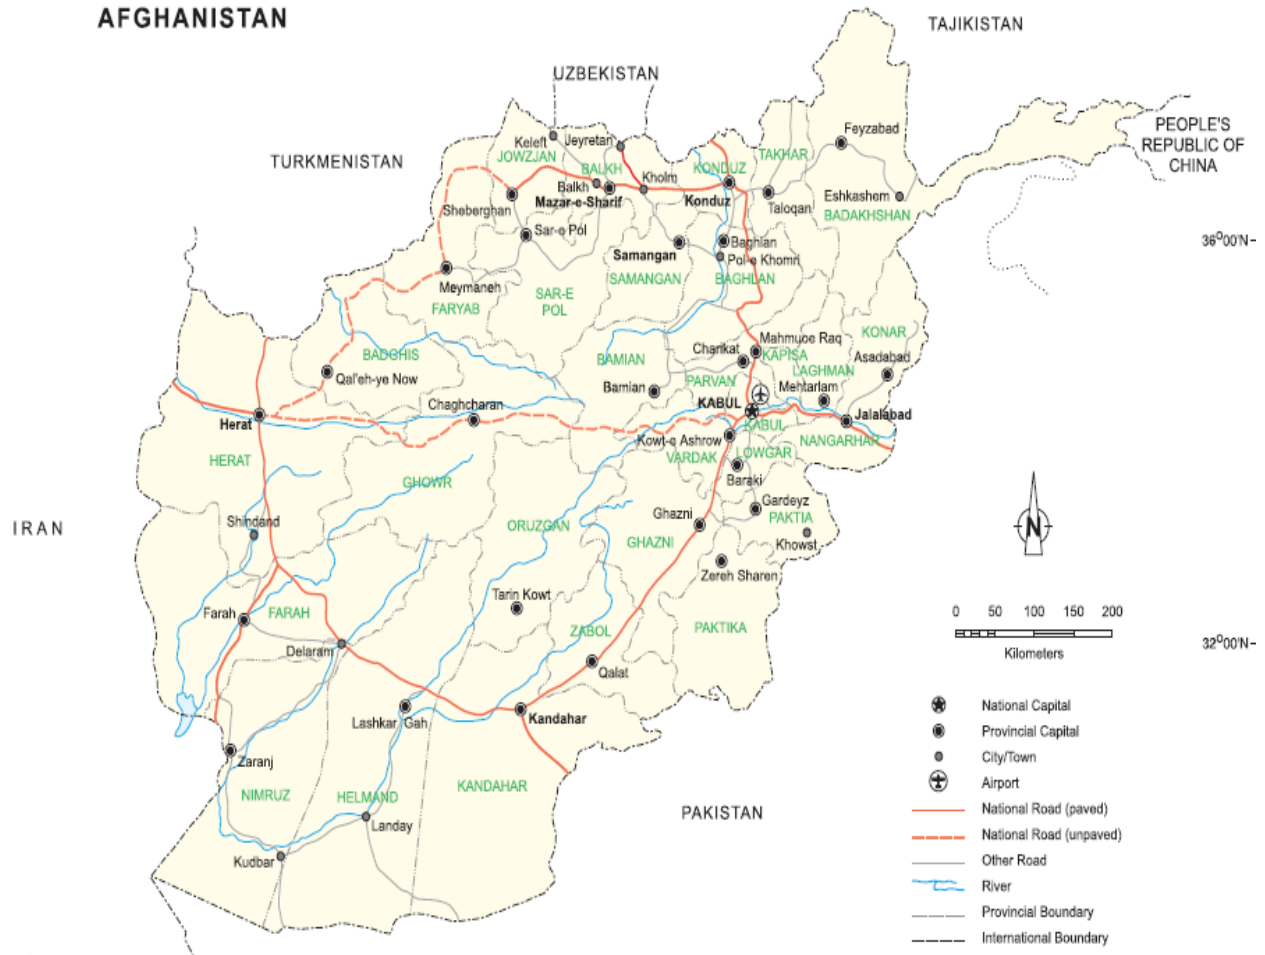 AFGHANISTAN
TAJIKISTAN
UZBEKISTAN
PEOPLE'S
REPUBLIC OF
CHINA
TURKMENISTAN
Feyzabad
Keleft
Jeyretan
JOWZJAN
BALKH
KONDUZ
TAKHAR
Balkh
Kholm
Mazar-e-Sharif
Konduz
Taloqan
Eshkashem
BADAKHSHAN
Sheberghan
Sar-e Pol
Samangan
Baghlan
Pol-e Khomri
36⁰00'N
Meymaneh
FARYAB
SAR-E
POL
SAMANGAN
BAGHLAN
BADGHIS
BAMIAN
Charikat
Mahmuoe Raq
KAPISA
KONAR
Asadabad
LAGHMAN
Qal'eh-ye Now
Bamian
PARVAN
Mehtarlam
Chaghcharan
KABUL
Jalalabad
Herat
KABUL
Kowt-e Ashrow
NANGARHAR
HERAT
VARDAK
LOWGAR
Baraki
GHOWR
Gardeyz
PAKTIA
Ghazni
Khowst
Shindand
ORUZGAN
GHAZNI
IRAN
N
Zereh Sharen
Tarin Kowt
Farah
FARAH
ZABOL
PAKTIKA
0 50 100 150 200
Kilometers
32⁰00'N
Delaram
Qalat
Lashkar Gah
Kandahar
Zaranj
NIMRUZ
HELMAND
KANDAHAR
PAKISTAN
Landay
Kudbar
National Capital
Provincial Capital
City/Town
Airport
National Road (paved)
National Road (unpaved)
Other Road
River
Provincial Boundary
International Boundary